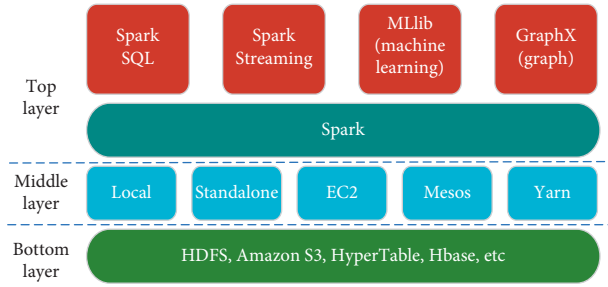 Spark
SQL
Spark
Streaming
MLlib
(machine
learning)
GraphX
(graph)
Top
layer
Spark
Middle
layer
Local
Standalone
EC2
Mesos
Yarn
Bottom
layer
HDFS, Amazon S3, HyperTable, Hbase, etc